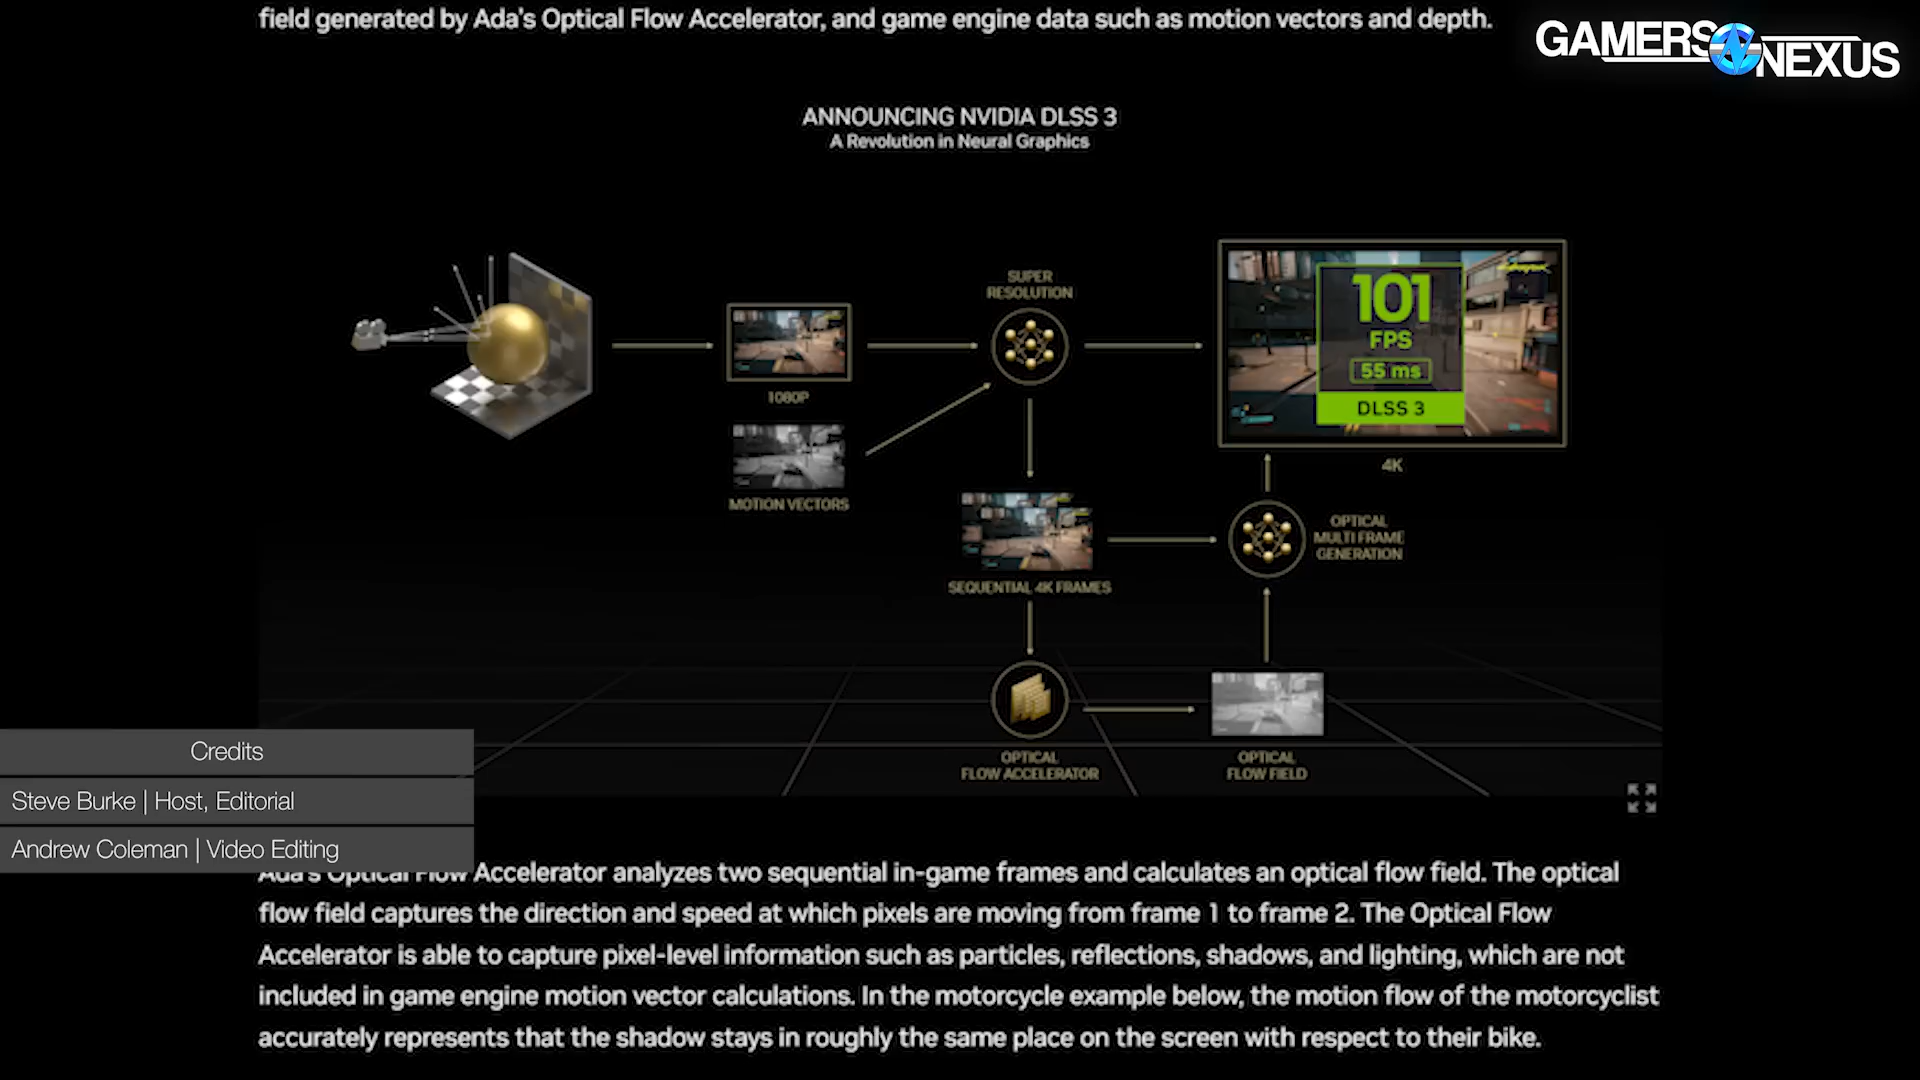 field generated by Ada's Optical Flow Accelerator, and game engine data such as motion vectors and depth.
GAMERS NEXUS
ANNOUNCING NVIDIA DLSS 3
A Revolution in Neural Graphics
SUPER
RESOLUTION
101
FPS
55 ms
DLSS 3
1080P
4K
MOTION VECTORS
OPTICAL
MULTI FRAME
GENERATION
SEQUENTIAL 4K FRAMES
OPTICAL
FLOW ACCELERATOR
OPTICAL
FLOW FIELD
Credits
Steve Burke | Host, Editorial
Andrew Coleman | Video Editing
Ada's Optical Flow Accelerator analyzes two sequential in-game frames and calculates an optical flow field. The optical
flow field captures the direction and speed at which pixels are moving from frame 1 to frame 2. The Optical Flow
Accelerator is able to capture pixel-level information such as particles, reflections, shadows, and lighting, which are not
included in game engine motion vector calculations. In the motorcycle example below, the motion flow of the motorcyclist
accurately represents that the shadow stays in roughly the same place on the screen with respect to their bike.